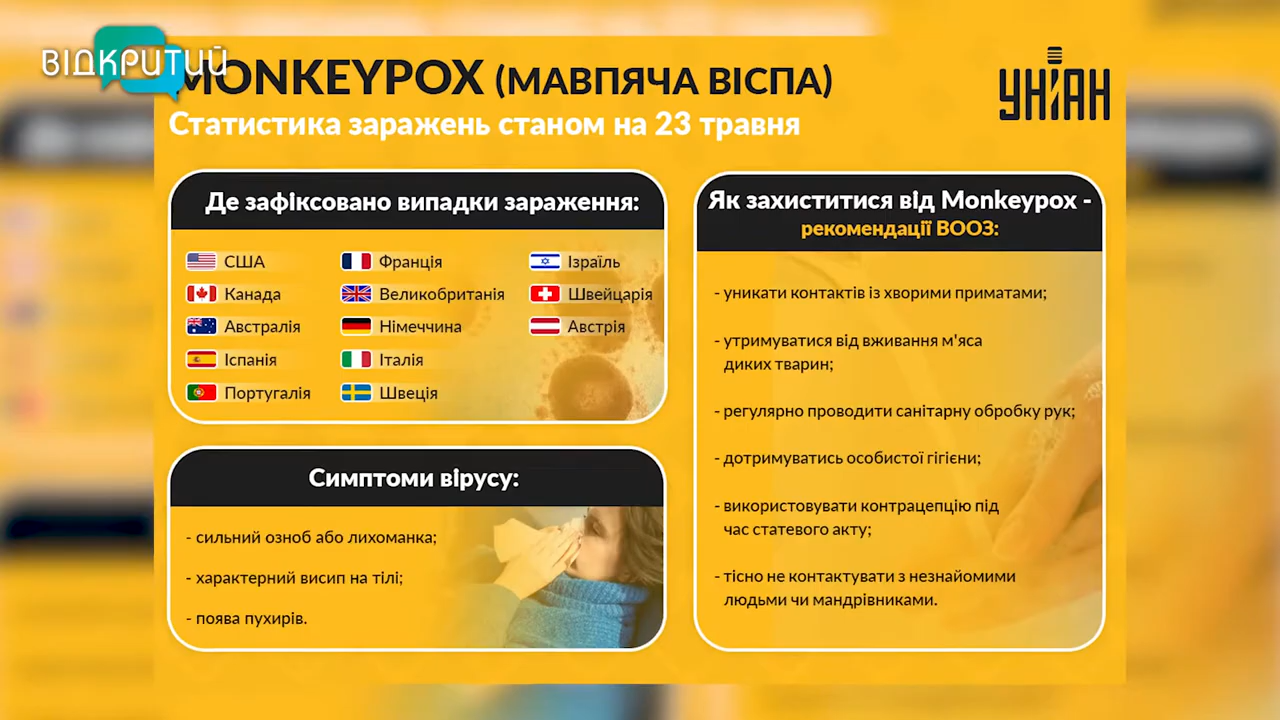 ВІДКРИТИЙ
MONKEYPOX (МАВПЯЧА ВІСПА)
УНІАН
Статистика заражень станом на 23 травня
Де зафіксовано випадки зараження:
США
Канада
Австралія
Іспанія
Португалія
Франція
Великобританія
Німеччина
Італія
Швеція
Ізраїль
Швейцарія
Австрія
Симптоми вірусу:
- сильний озноб або лихоманка;
- характерний висип на тілі;
- поява пухирів.
Як захиститися від Monkeypox -
рекомендації ВООЗ:
- уникати контактів із хворими приматами;
- утримуватися від вживання м'яса
диких тварин;
- регулярно проводити санітарну обробку рук;
- дотримуватись особистої гігієни;
- використовувати контрацепцію під
час статевого акту;
- тісно не контактувати з незнайомими
людьми чи мандрівниками.